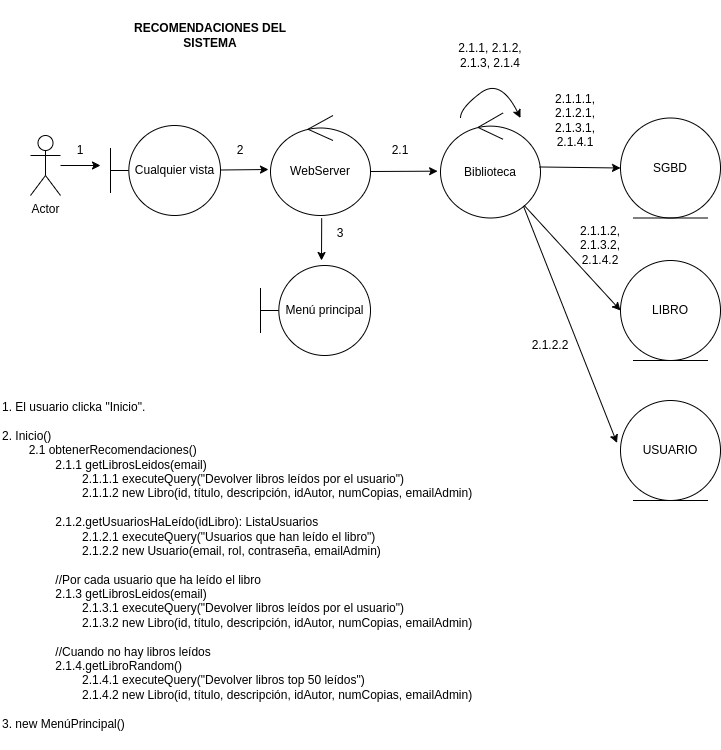 RECOMENDACIONES DEL
SISTEMA
2.1.1, 2.1.2,
2.1.3, 2.1.4
2.1.1.1,
2.1.2.1,
2.1.3.1,
2.1.4.1
1
2
2.1
Cualquier vista
WebServer
Biblioteca
SGBD
Actor
3
2.1.1.2,
2.1.3.2,
2.1.4.2
Menú principal
LIBRO
2.1.2.2
USUARIO
1. El usuario clicka "Inicio".
2. Inicio()
2.1 obtenerRecomendaciones()
2.1.1 getLibrosLeidos(email)
2.1.1.1 executeQuery("Devolver libros leídos por el usuario")
2.1.1.2 new Libro(id, título, descripción, idAutor, numCopias, emailAdmin)
2.1.2.getUsuariosHaLeído(idLibro): ListaUsuarios
2.1.2.1 executeQuery("Usuarios que han leído el libro")
2.1.2.2 new Usuario(email, rol, contraseña, emailAdmin)
//Por cada usuario que ha leído el libro
2.1.3 getLibrosLeidos(email)
2.1.3.1 executeQuery("Devolver libros leídos por el usuario")
2.1.3.2 new Libro(id, título, descripción, idAutor, numCopias, emailAdmin)
//Cuando no hay libros leídos
2.1.4.getLibroRandom()
2.1.4.1 executeQuery("Devolver libros top 50 leídos")
2.1.4.2 new Libro(id, título, descripción, idAutor, numCopias, emailAdmin)
3. new MenúPrincipal()